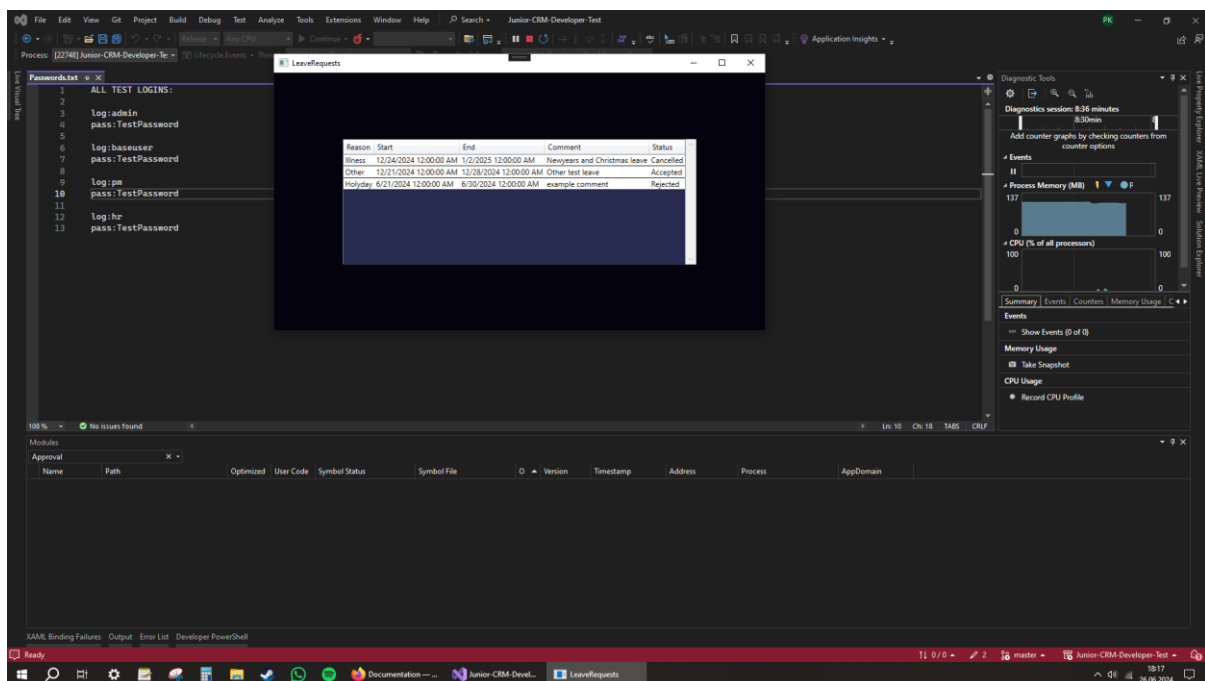 File Edit View Git Project Build Debug Test Analyze Tools Extensions Window Help Search Junior-CRM-Developer-Test PK
Release Any CPU Continue Application Insights
Process: [22748] Junior-CRM-Developer-Te Lifecycle Events
LeaveRequests
Passwords.txt
1 ALL TEST LOGINS:
2
3 log:admin
4 pass:TestPassword
5
6 log:baseuser
7 pass:TestPassword
8
9 log:pm
10 pass:TestPassword
11
12 log:hr
13 pass:TestPassword
Reason Start End Comment Status
Illness 12/24/2024 12:00:00 AM 1/2/2025 12:00:00 AM Newyears and Christmas leave Cancelled
Other 12/21/2024 12:00:00 AM 12/28/2024 12:00:00 AM Other test leave Accepted
Holyday 6/21/2024 12:00:00 AM 6/30/2024 12:00:00 AM example comment Rejected
Diagnostic Tools
Diagnostics session: 8:36 minutes
8:30min
Add counter graphs by checking counters from
counter options
Events
Process Memory (MB)
137 137
0 0
CPU (% of all processors)
100 100
0 0
Summary Events Counters Memory Usage C
Events
Show Events (0 of 0)
Memory Usage
Take Snapshot
CPU Usage
Record CPU Profile
Live Visual Tree
Live Property Explorer
XAML Live Preview
Solution Explorer
108 % No issues found Ln: 10 Ch: 18 TABS CRLF
Modules
Approval
Name Path Optimized User Code Symbol Status Symbol File O Version Timestamp Address Process AppDomain
XAML Binding Failures Output Error List Developer PowerShell
Ready 0 / 0 2 master Junior-CRM-Developer-Test
Documentation — ... Junior-CRM-Devel... LeaveRequests 18:17
26.06.2024